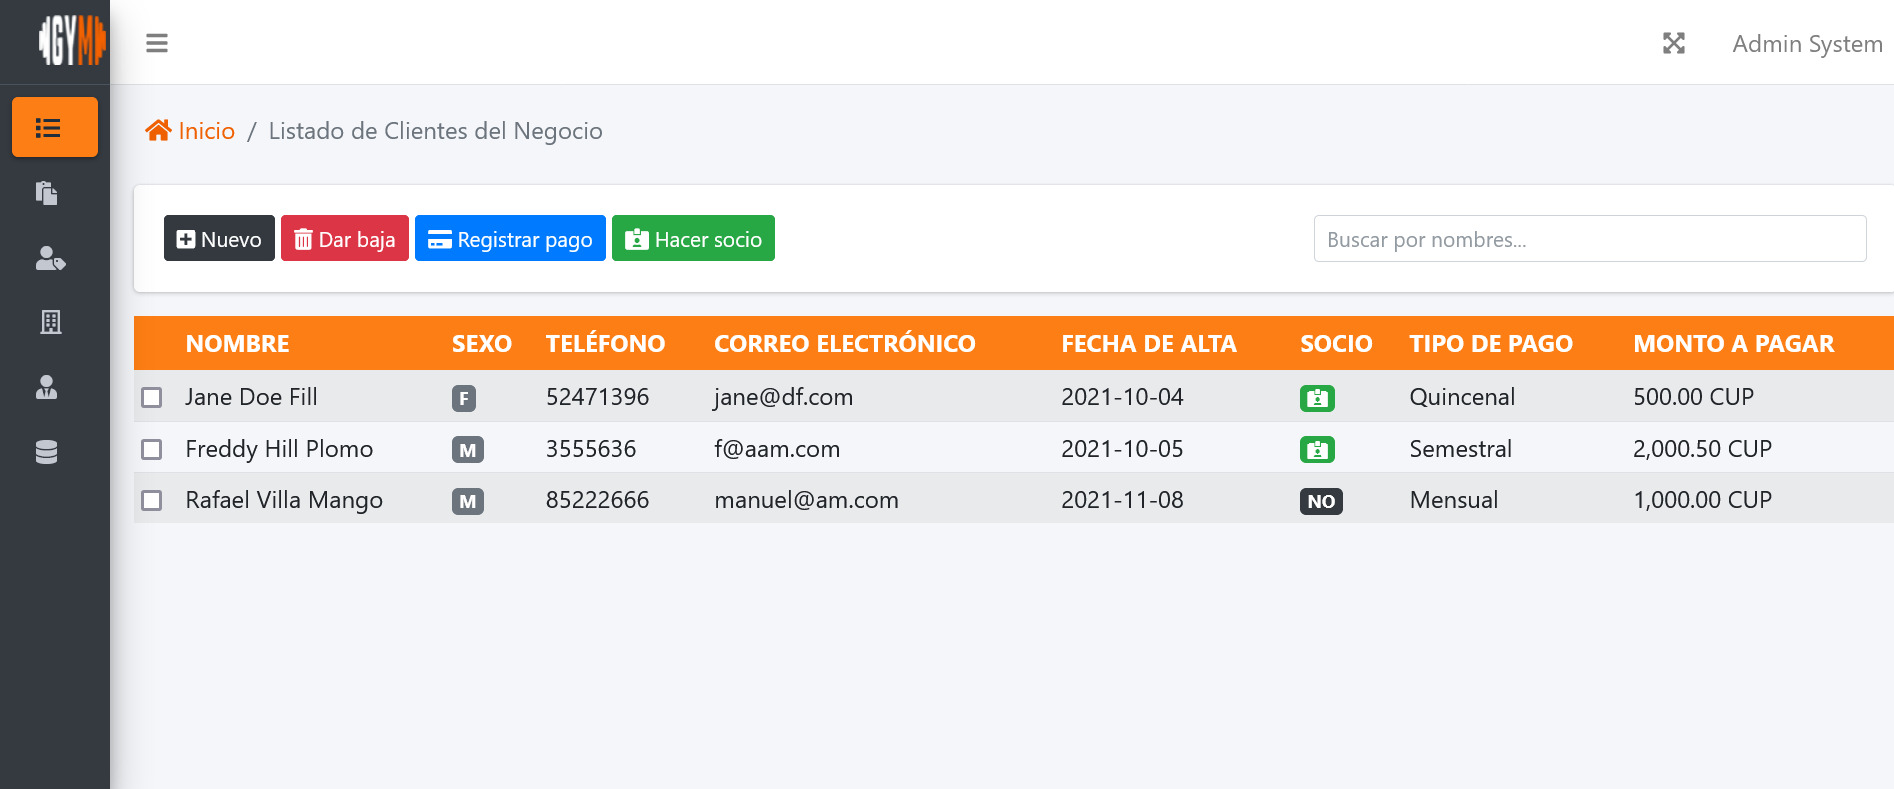 GYM
Admin System
Inicio / Listado de Clientes del Negocio
Nuevo Dar baja Registrar pago Hacer socio Buscar por nombres...
NOMBRE SEXO TELÉFONO CORREO ELECTRÓNICO FECHA DE ALTA SOCIO TIPO DE PAGO MONTO A PAGAR
Jane Doe Fill F 52471396 jane@df.com 2021-10-04 Quincenal 500.00 CUP
Freddy Hill Plomo M 3555636 f@aam.com 2021-10-05 Semestral 2,000.50 CUP
Rafael Villa Mango M 85222666 manuel@am.com 2021-11-08 NO Mensual 1,000.00 CUP